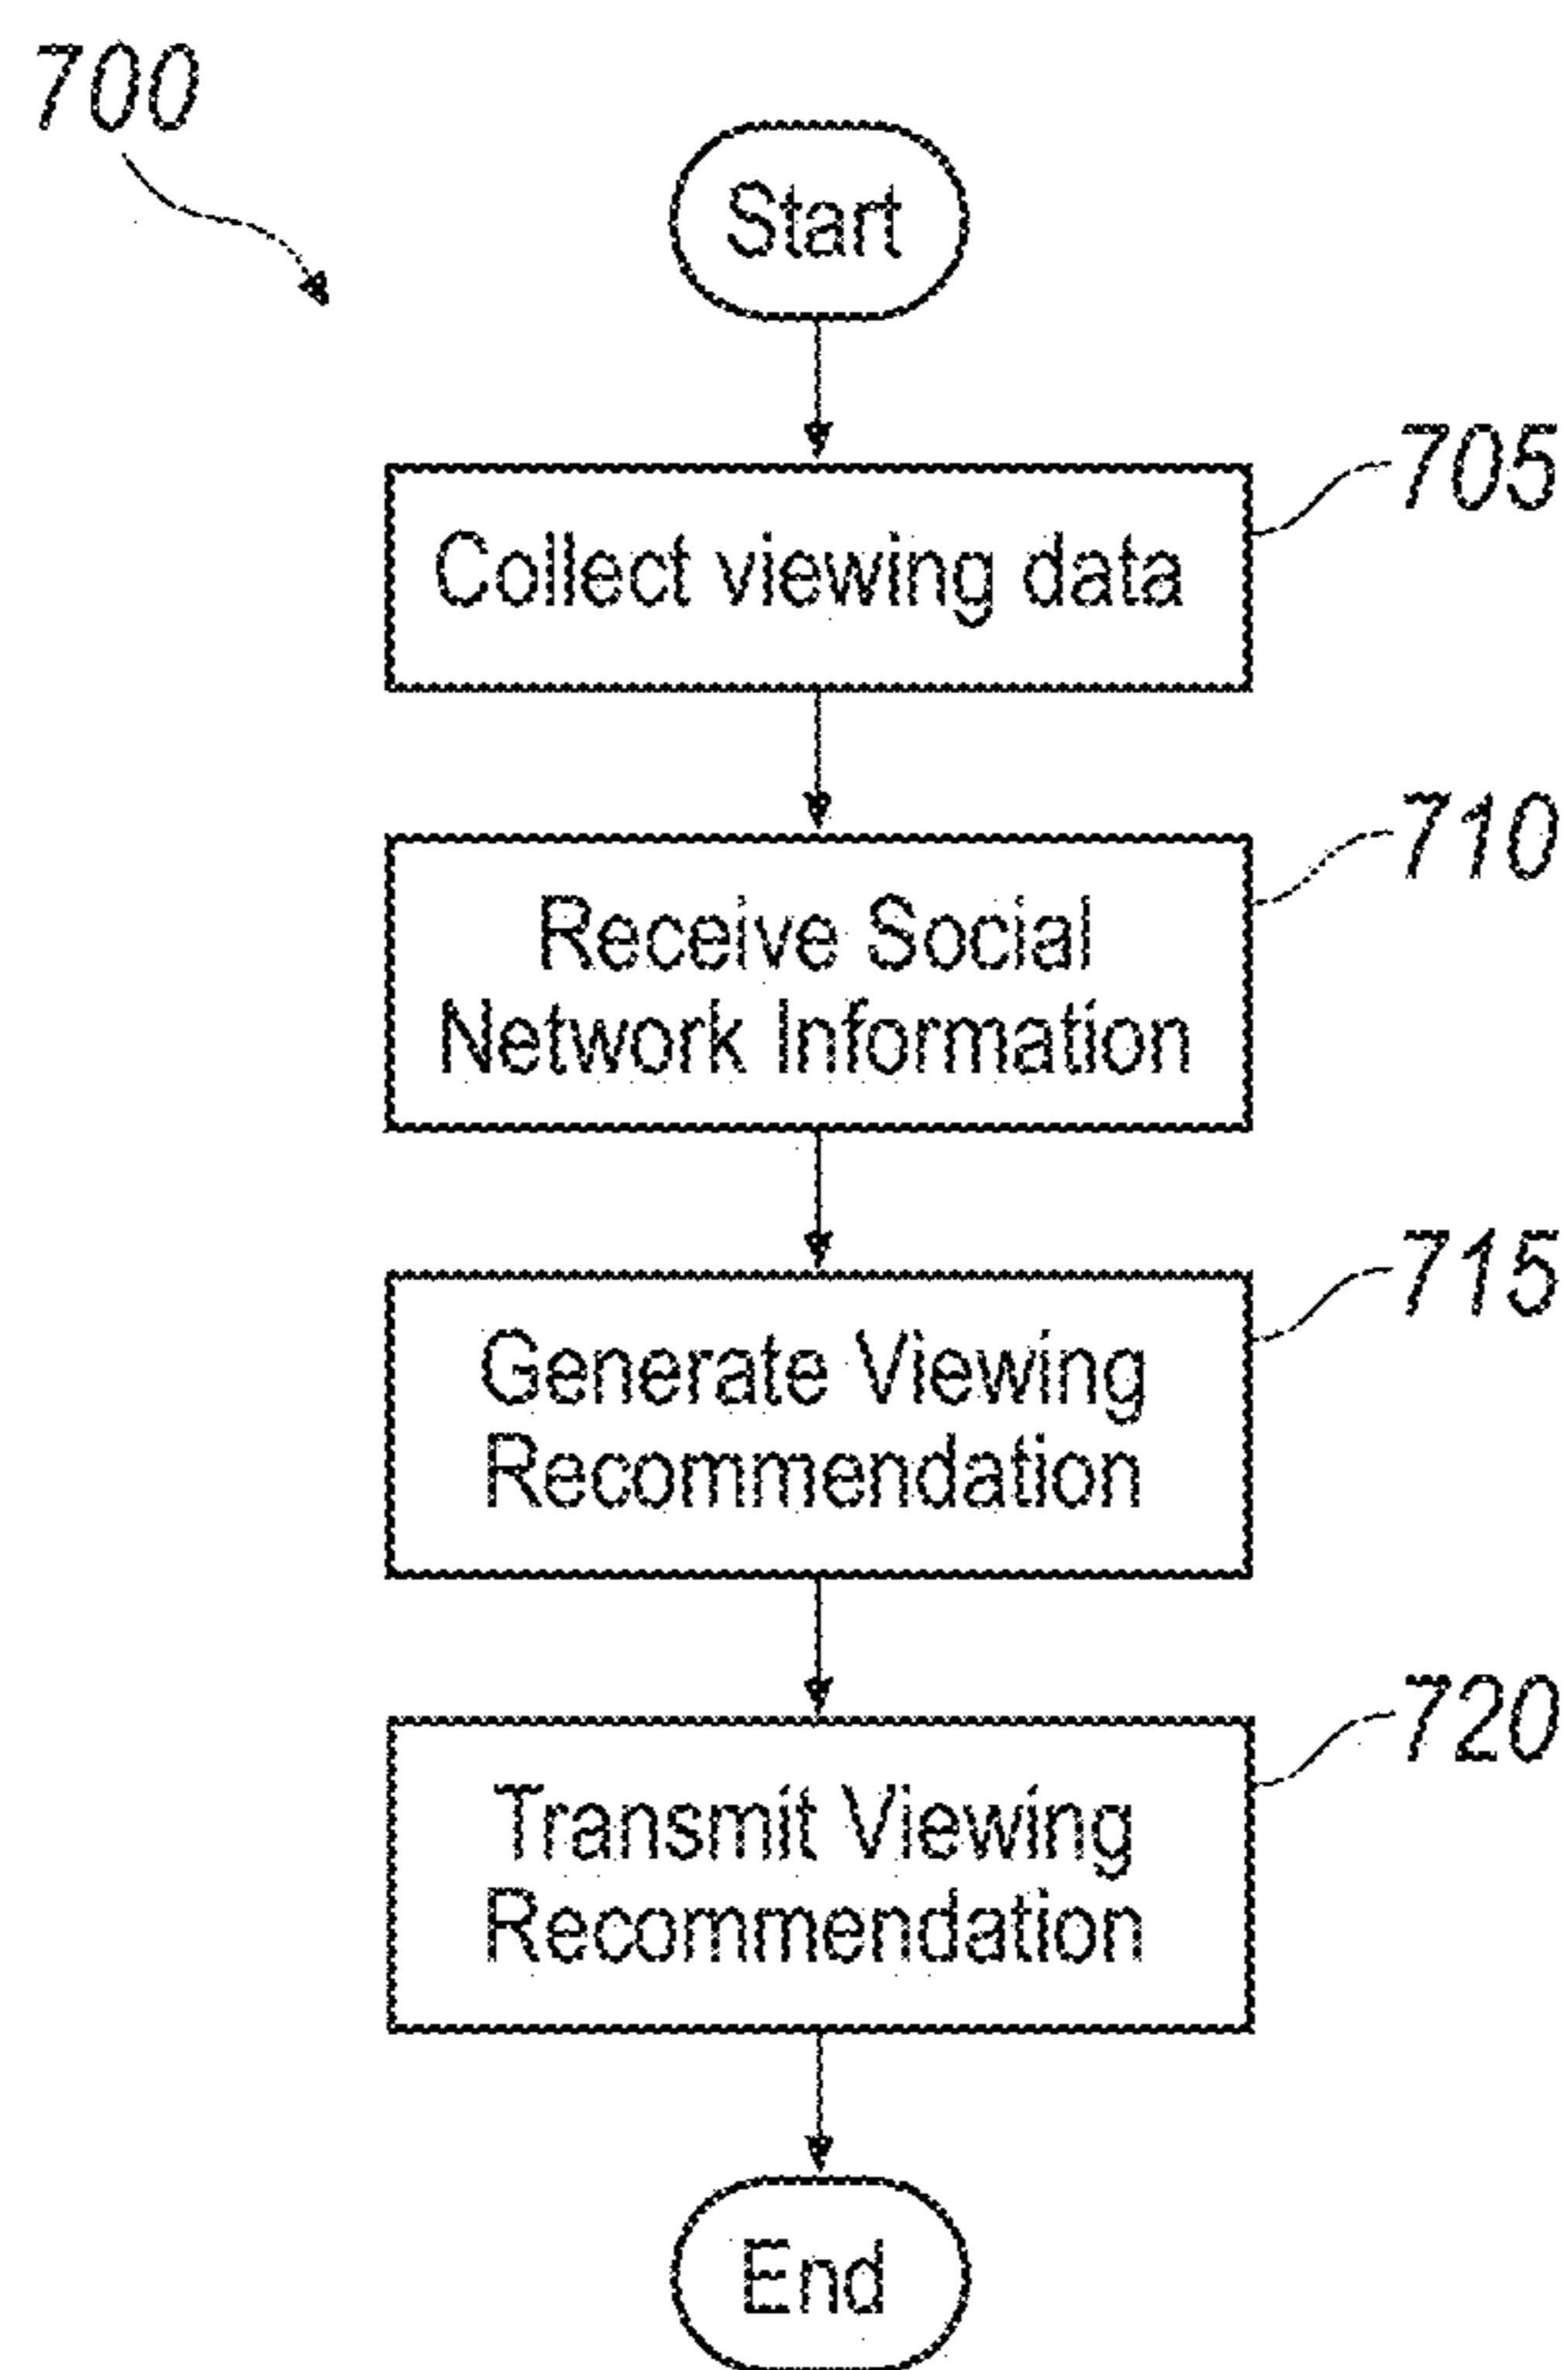 700
Start
705
Collect viewing data
710
Receive Social
Network Information
715
Generate Viewing
Recommendation
720
Transmit Viewing
Recommendation
End